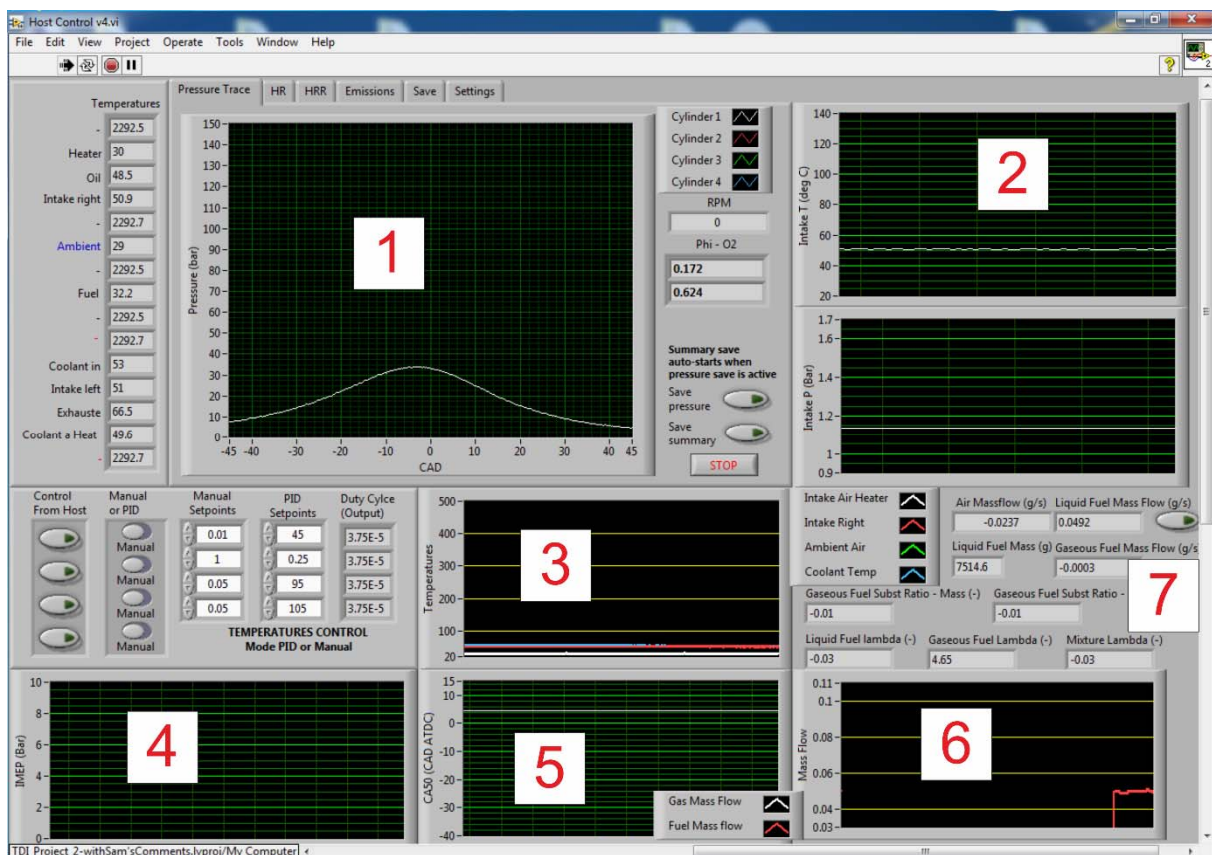 Host Control v4.vi
File Edit View Project Operate Tools Window Help
2
Temperatures
- 2292.5
Heater 30
Oil 48.5
Intake right 50.9
- 2292.7
Ambient 29
- 2292.5
Fuel 32.2
- 2292.5
- 2292.7
Coolant in 53
Intake left 51
Exhauste 66.5
Coolant a Heat 49.6
- 2292.7
Pressure Trace HR HRR Emissions Save Settings
Pressure (bar)
150
140
130
120
110
100
90
80
70
60
50
40
30
20
10
0
-45 -40 -30 -20 -10 0 10 20 30 40 45
CAD
1
Cylinder 1
Cylinder 2
Cylinder 3
Cylinder 4
RPM
0
Phi - O2
0.172
0.624
Summary save
auto-starts when
pressure save is active
Save
pressure
Save
summary
STOP
Intake T (deg C)
140
120
100
80
60
40
20
2
Intake P (Bar)
1.7
1.6
1.4
1.2
1
0.9
Control
From Host
Manual
or PID
Manual
Manual
Manual
Manual
Manual
Setpoints
0.01
1
0.05
0.05
PID
Setpoints
45
0.25
95
105
Duty Cylce
(Output)
3.75E-5
3.75E-5
3.75E-5
3.75E-5
TEMPERATURES CONTROL
Mode PID or Manual
Temperatures
500
400
300
200
100
20
3
Intake Air Heater
Intake Right
Ambient Air
Coolant Temp
Air Massflow (g/s) Liquid Fuel Mass Flow (g/s)
-0.0237 0.0492
Liquid Fuel Mass (g) Gaseous Fuel Mass Flow (g/s)
7514.6 -0.0003
7
Gaseous Fuel Subst Ratio - Mass (-) Gaseous Fuel Subst Ratio -
-0.01 -0.01
Liquid Fuel lambda (-) Gaseous Fuel Lambda (-) Mixture Lambda (-)
-0.03 4.65 -0.03
IMEP (Bar)
10
8
6
4
2
0
4
CA50 (CAD ATDC)
15
10
0
-10
-20
-30
-40
5
Gas Mass Flow
Fuel Mass flow
Mass Flow
0.11
0.1
0.08
0.06
0.04
0.03
6
TDI Project 2-withSam'sComments.lvproj/My Computer